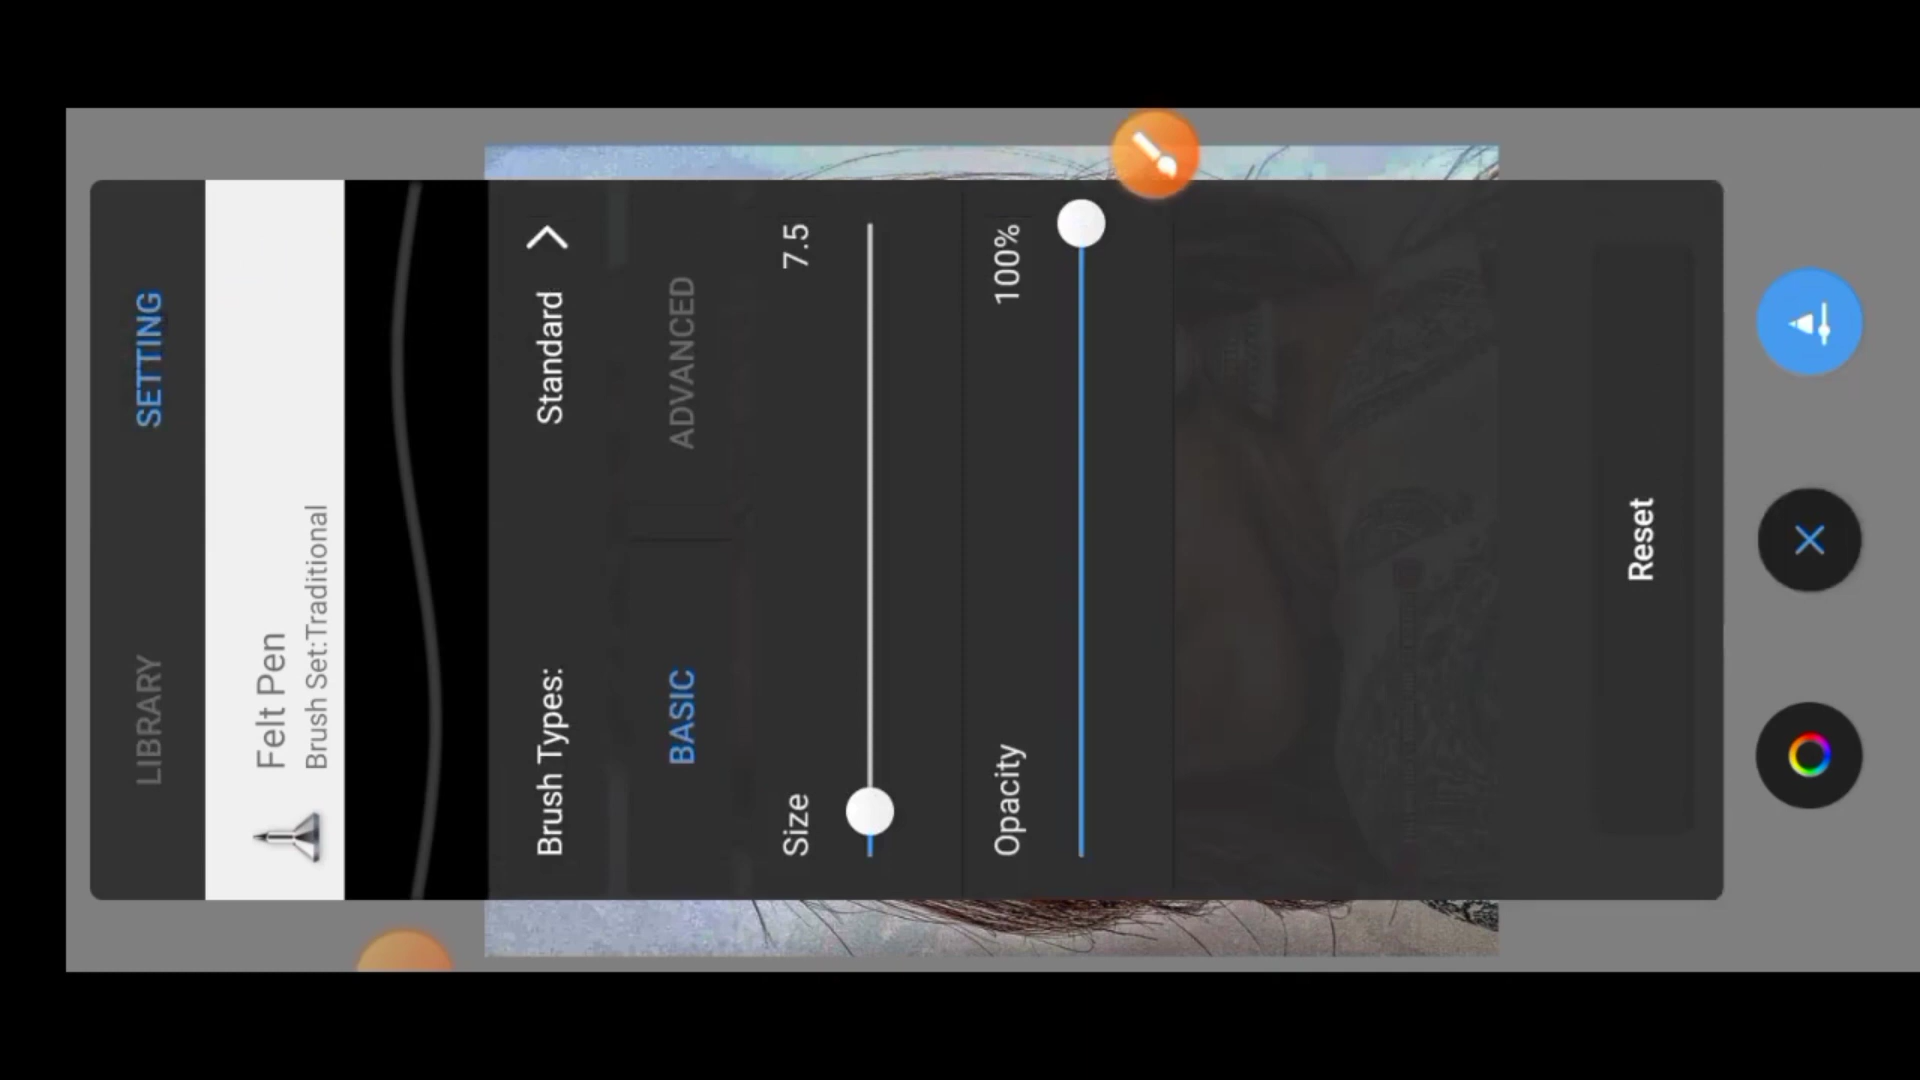 LIBRARY SETTING
Felt Pen
Brush Set:Traditional
Brush Types: Standard
BASIC ADVANCED
Size 7.5
Opacity 100%
Reset